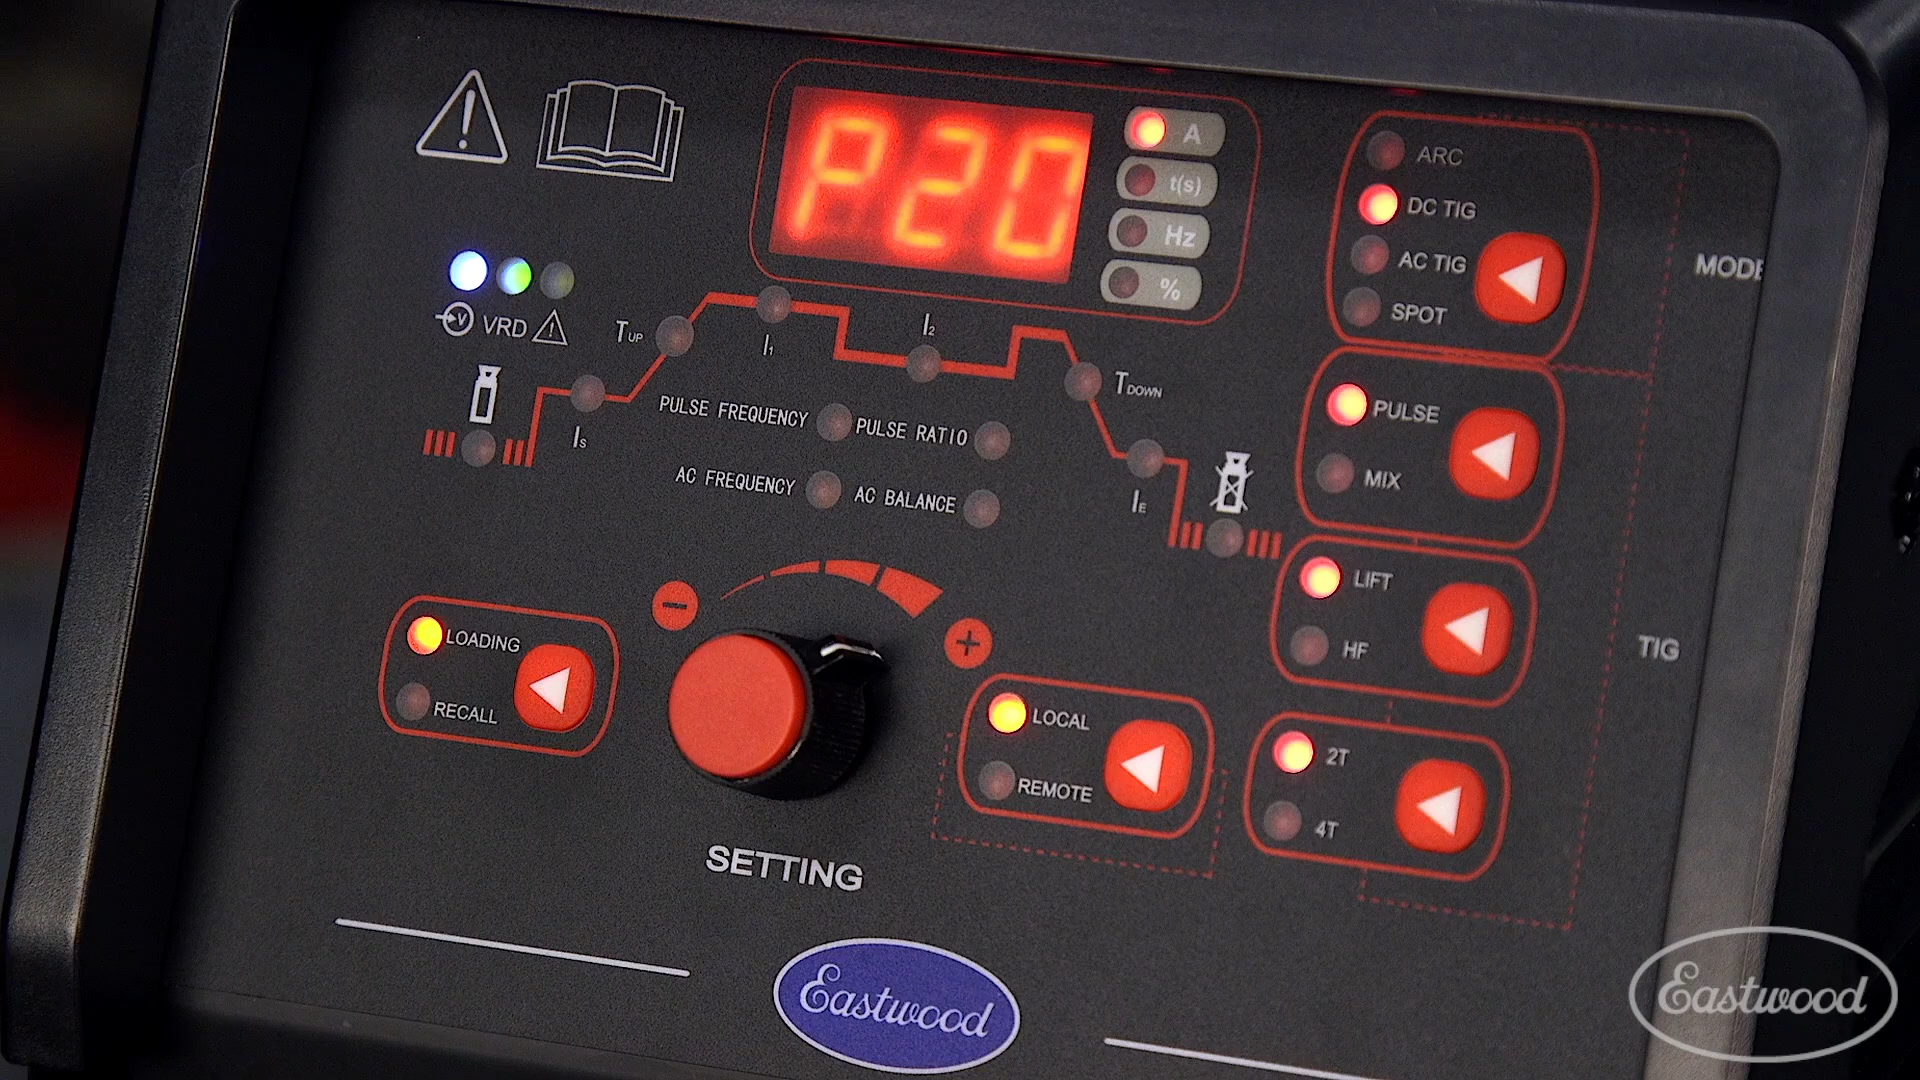 P20
A
t(s)
Hz
%
ARC
DC TIG
AC TIG
SPOT
MODE
V
VRD
TUP
I1
I2
TDOWN
PULSE
MIX
IS
PULSE FREQUENCY
PULSE RATIO
AC FREQUENCY
AC BALANCE
IE
LIFT
HF
TIG
LOADING
RECALL
LOCAL
REMOTE
2T
4T
SETTING
Eastwood
Eastwood